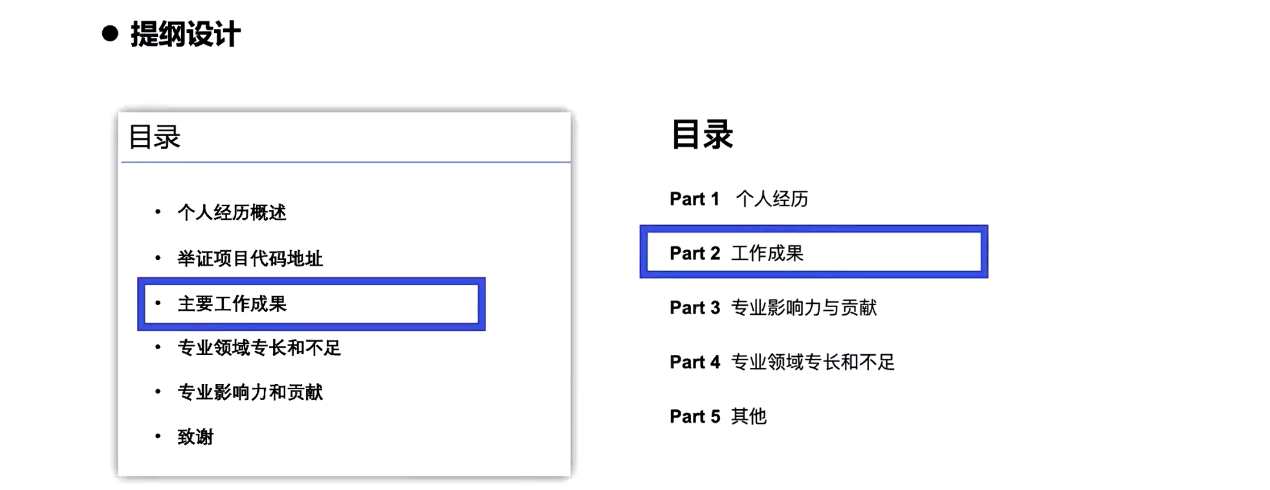 ● 提纲设计
目录
• 个人经历概述
• 举证项目代码地址
• 主要工作成果
• 专业领域专长和不足
• 专业影响力和贡献
• 致谢
目录
Part 1 个人经历
Part 2 工作成果
Part 3 专业影响力与贡献
Part 4 专业领域专长和不足
Part 5 其他